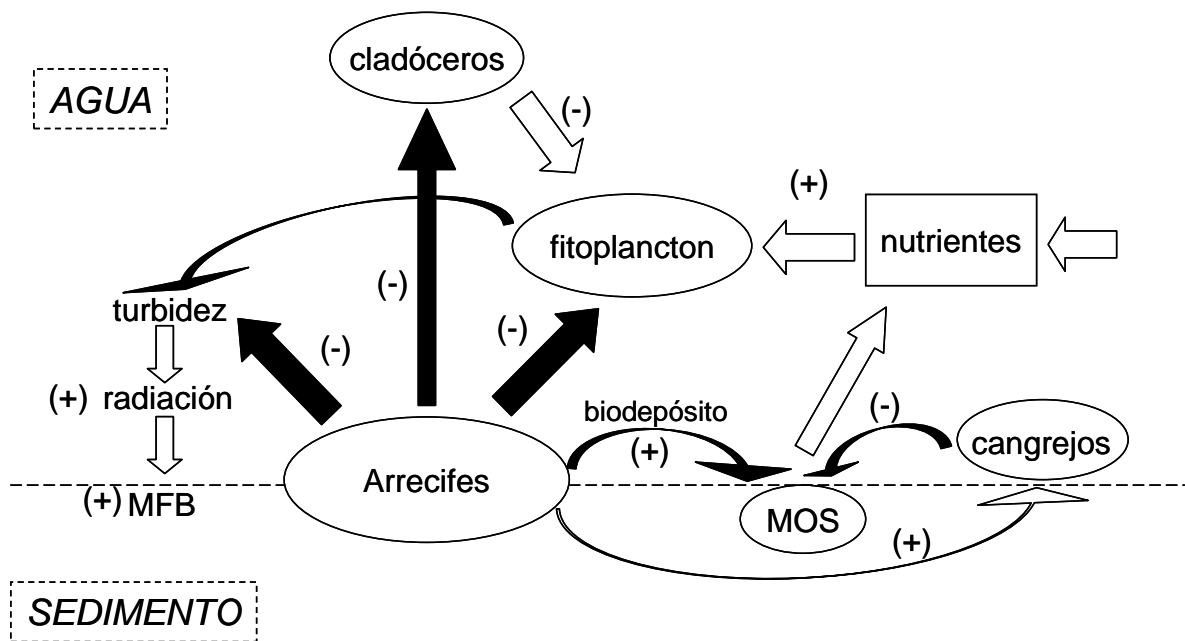 cladóceros
AGUA
(-)
(+)
fitoplancton
nutrientes
(-)
turbidez
(-)
(-)
(+) radiación
biodepósito
(-)
(+)
cangrejos
Arrecifes
(+) MFB
MOS
(+)
SEDIMENTO